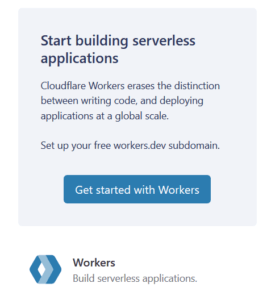 Start building serverless
applications
Cloudflare Workers erases the distinction
between writing code, and deploying
applications at a global scale.
Set up your free workers.dev subdomain.
Get started with Workers
Workers
Build serverless applications.